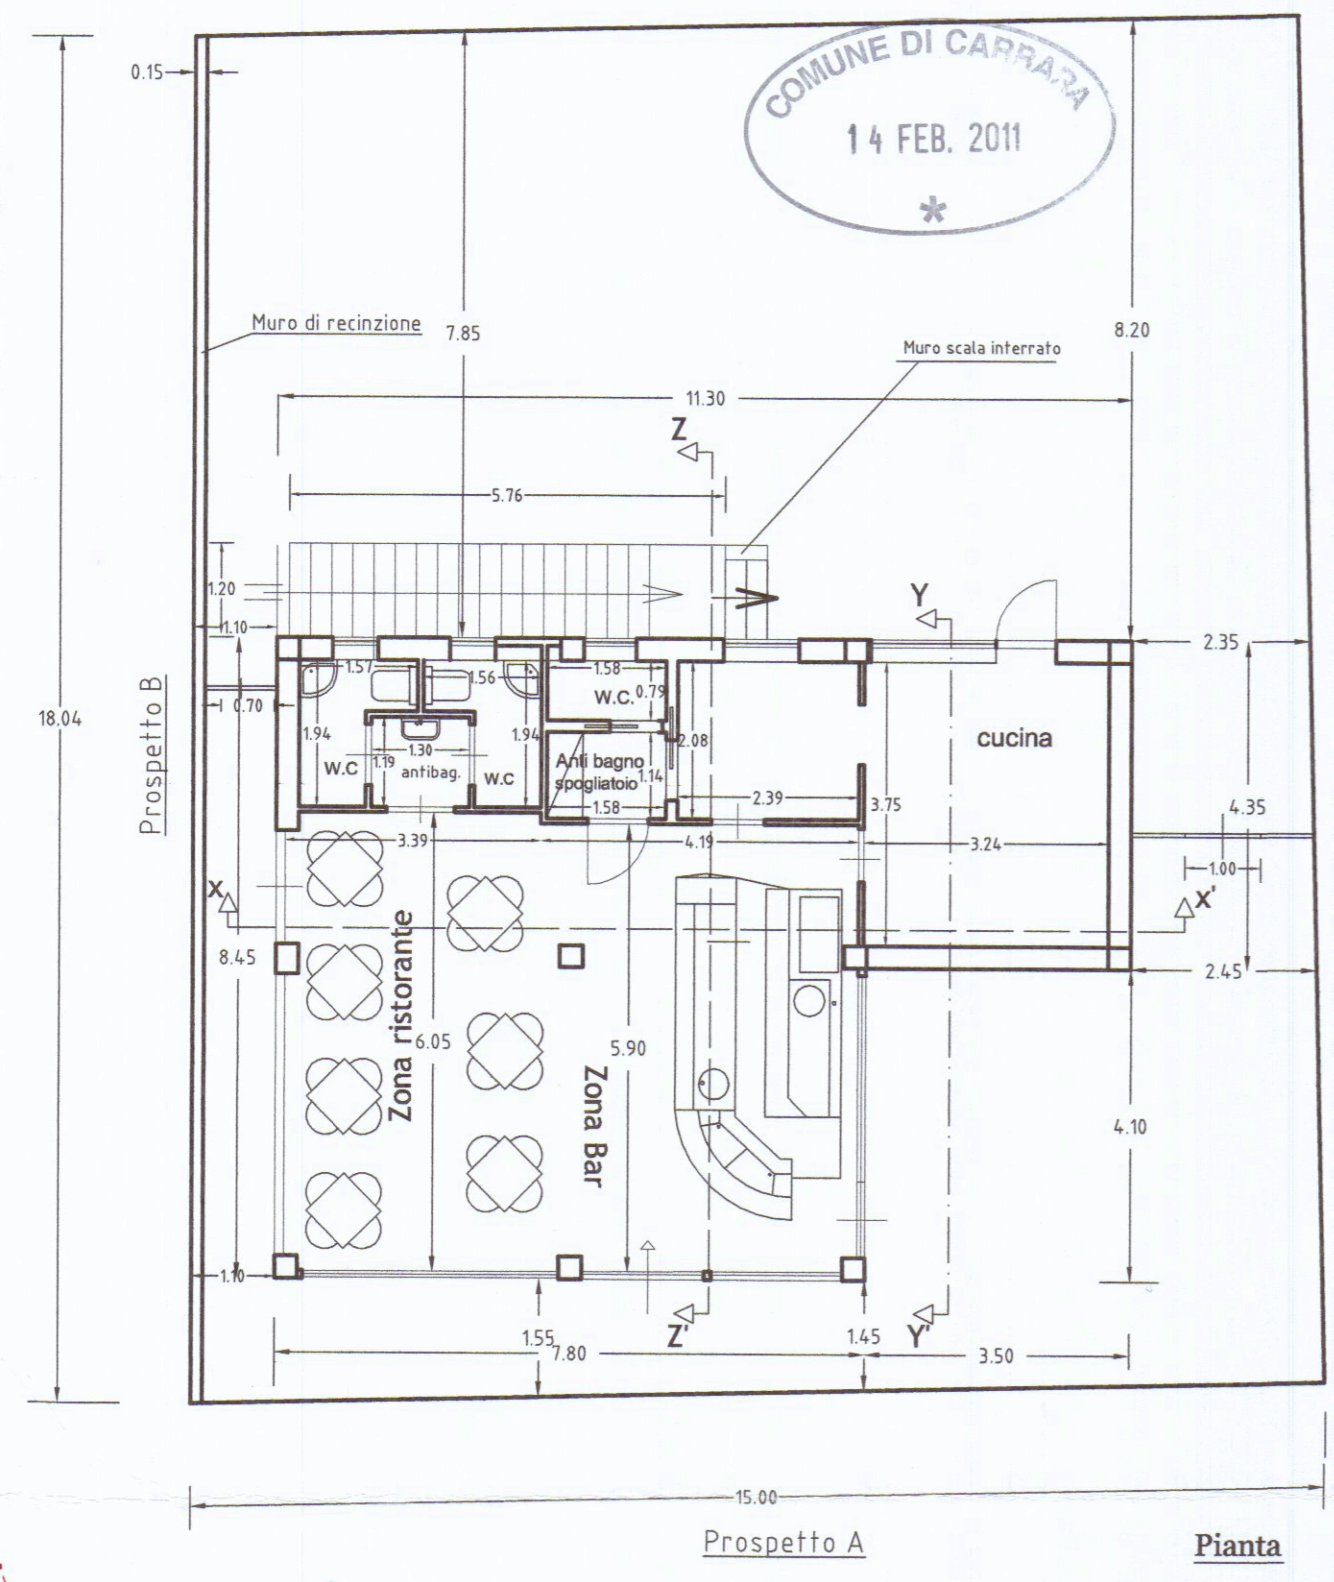 COMUNE DI CARRARA
14 FEB. 2011
*
0.15
Muro di recinzione
7.85
8.20
Muro scala interrato
11.30
Z
5.76
1.20
1.10
Y
2.35
18.04
Prospetto B
0.70
1.57
1.56
1.58
W.C.
0.79
1.94
1.94
1.19
1.30
antibag.
W.C
W.C
Anti bagno
spogliatoio
1.14
2.08
1.58
2.39
cucina
3.75
4.35
3.39
4.19
3.24
1.00
X
X'
8.45
2.45
Zona ristorante
6.05
5.90
Zona Bar
4.10
1.10
Z'
Y'
1.55
1.45
7.80
3.50
15.00
Prospetto A
Pianta